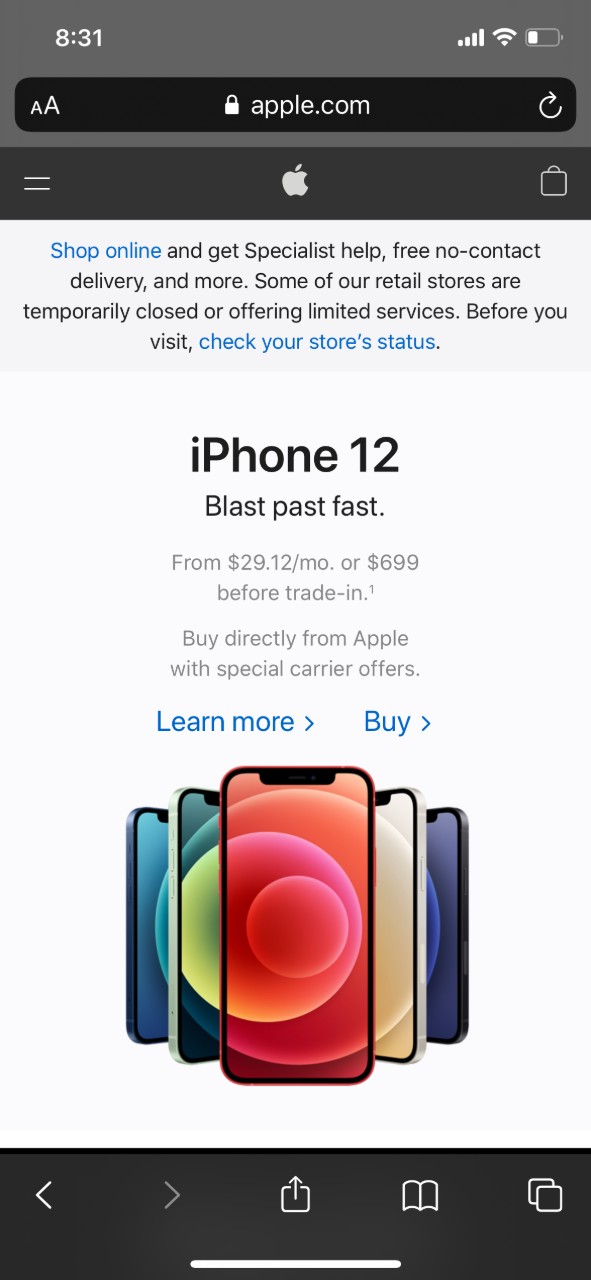 8:31
AA
apple.com
Shop online and get Specialist help, free no-contact
delivery, and more. Some of our retail stores are
temporarily closed or offering limited services. Before you
visit, check your store’s status.
iPhone 12
Blast past fast.
From $29.12/mo. or $699
before trade-in.¹
Buy directly from Apple
with special carrier offers.
Learn more > Buy >